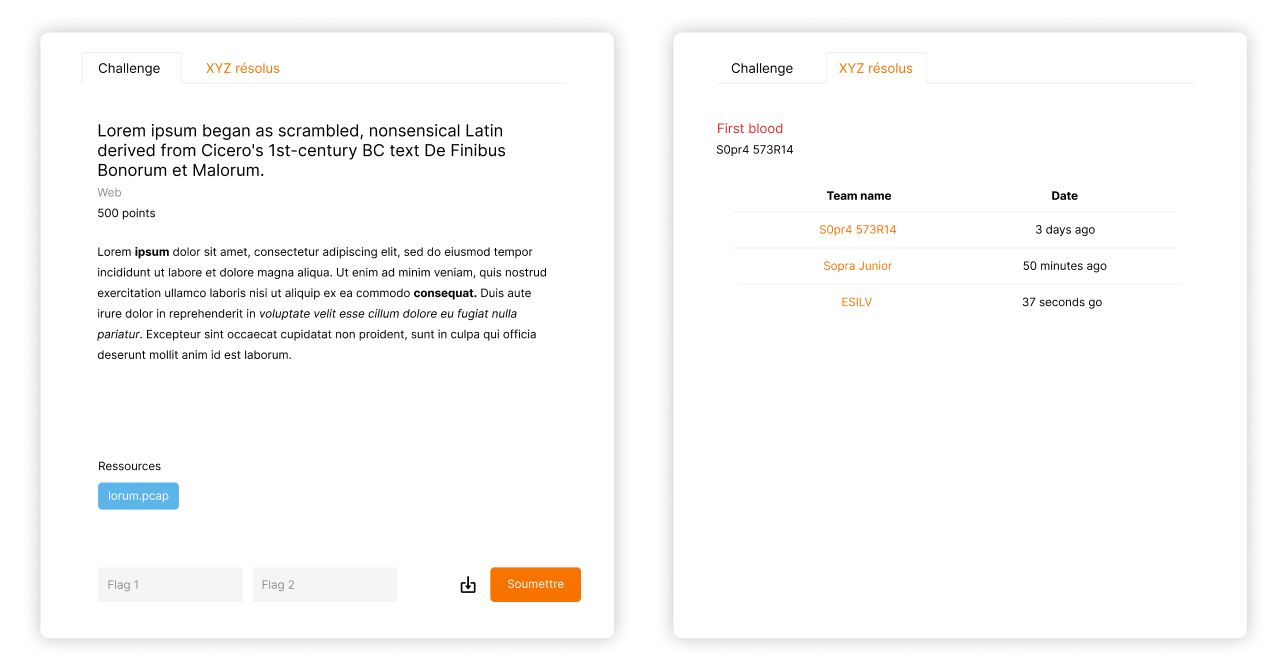 Challenge
XYZ résolus
Lorem ipsum began as scrambled, nonsensical Latin
derived from Cicero's 1st-century BC text De Finibus
Bonorum et Malorum.
Web
500 points
Lorem ipsum dolor sit amet, consectetur adipiscing elit, sed do eiusmod tempor
incididunt ut labore et dolore magna aliqua. Ut enim ad minim veniam, quis nostrud
exercitation ullamco laboris nisi ut aliquip ex ea commodo consequat. Duis aute
irure dolor in reprehenderit in voluptate velit esse cillum dolore eu fugiat nulla
pariatur. Excepteur sint occaecat cupidatat non proident, sunt in culpa qui officia
deserunt mollit anim id est laborum.
Ressources
lorum.pcap
Flag 1
Flag 2
Soumettre
Challenge
XYZ résolus
First blood
S0pr4 573R14
Team name Date
S0pr4 573R14 3 days ago
Sopra Junior 50 minutes ago
ESILV 37 seconds go